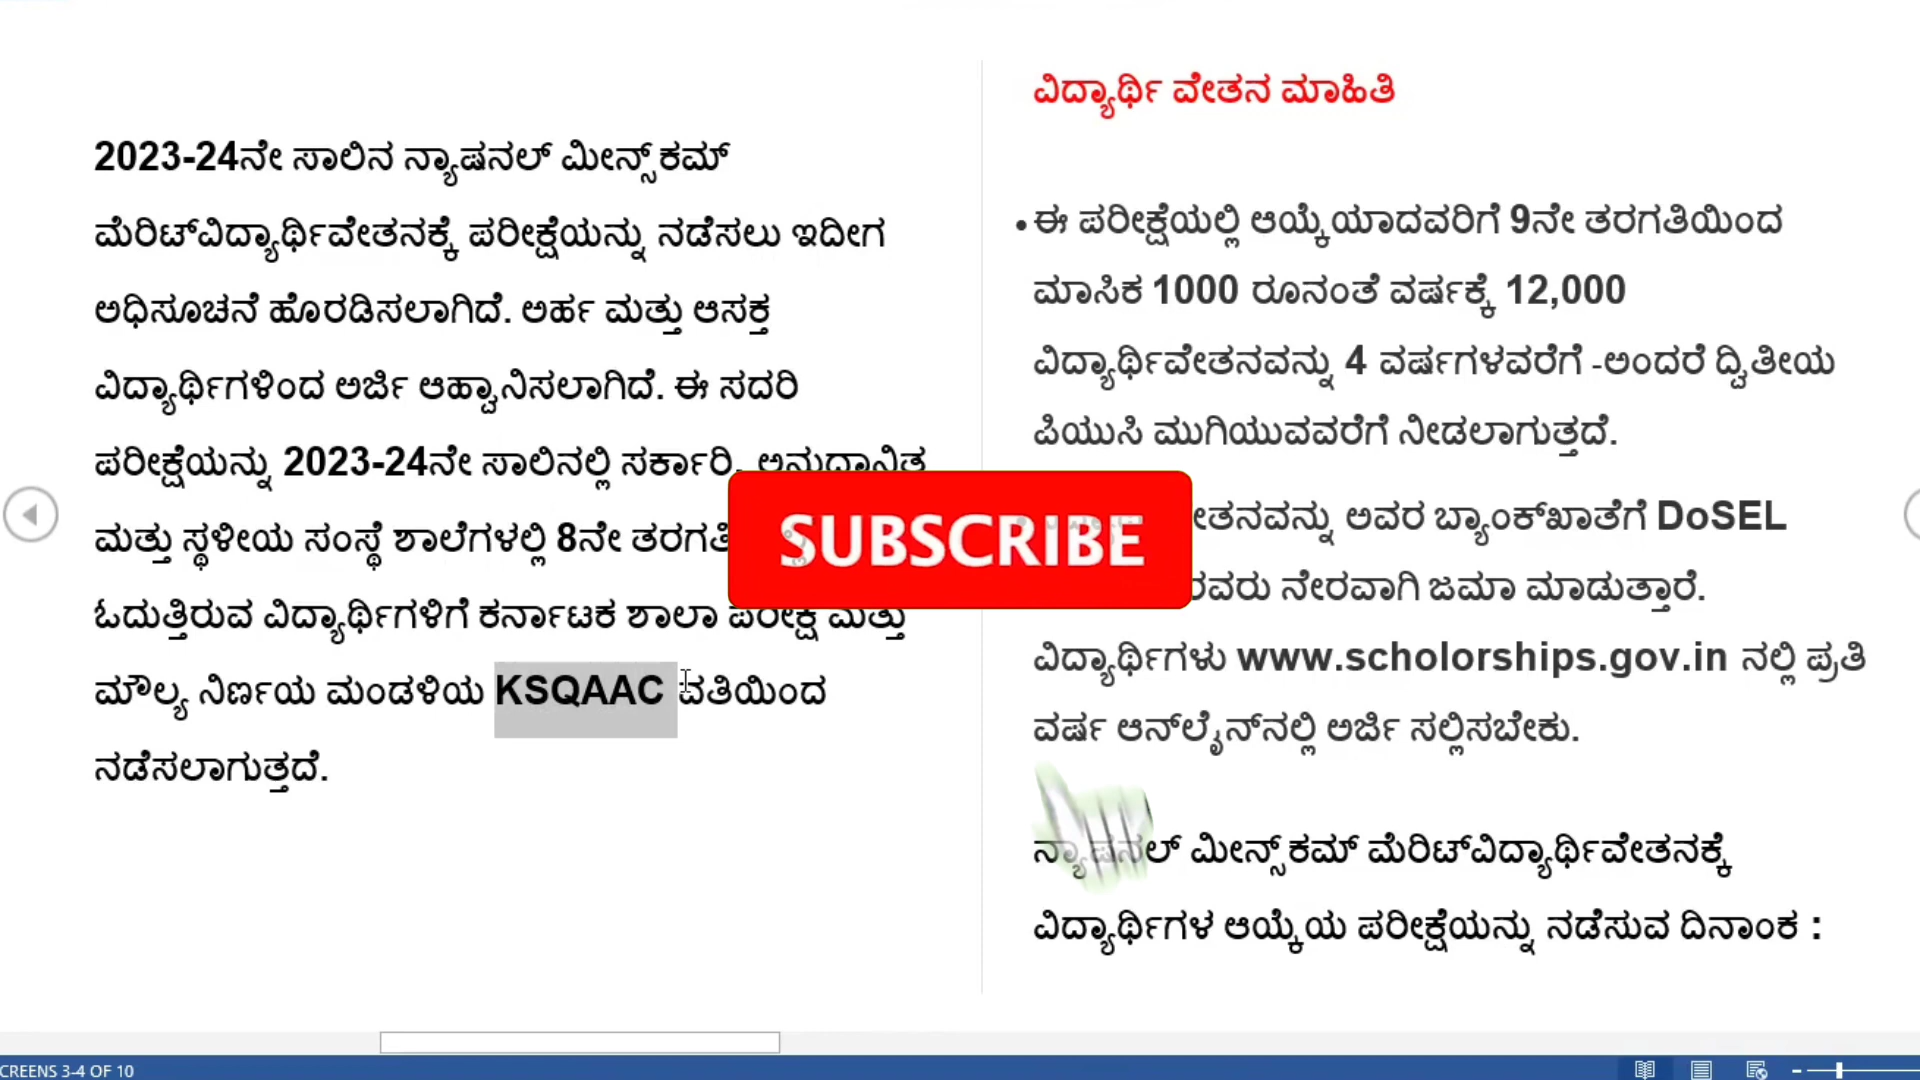 2023-24ನೇ ಸಾಲಿನ ನ್ಯಾಷನಲ್ ಮೀನ್ಸ್‌ಕಮ್
ಮೆರಿಟ್‌ವಿದ್ಯಾರ್ಥಿವೇತನಕ್ಕೆ ಪರೀಕ್ಷೆಯನ್ನು ನಡೆಸಲು ಇದೀಗ
ಅಧಿಸೂಚನೆ ಹೊರಡಿಸಲಾಗಿದೆ. ಅರ್ಹ ಮತ್ತು ಆಸಕ್ತ
ವಿದ್ಯಾರ್ಥಿಗಳಿಂದ ಅರ್ಜಿ ಆಹ್ವಾನಿಸಲಾಗಿದೆ. ಈ ಸದರಿ
ಪರೀಕ್ಷೆಯನ್ನು 2023-24ನೇ ಸಾಲಿನಲ್ಲಿ ಸರ್ಕಾರಿ, ಅನುದಾನಿತ
ಮತ್ತು ಸ್ಥಳೀಯ ಸಂಸ್ಥೆ ಶಾಲೆಗಳಲ್ಲಿ 8ನೇ
ಓದುತ್ತಿರುವ ವಿದ್ಯಾರ್ಥಿಗಳಿಗೆ ಕರ್ನಾಟಕ ಶಾಲಾ ಪರೀಕ್ಷೆ ಮತ್ತು
ಮೌಲ್ಯ ನಿರ್ಣಯ ಮಂಡಳಿಯ KSQAAC ವತಿಯಿಂದ
ನಡೆಸಲಾಗುತ್ತದೆ.
ವಿದ್ಯಾರ್ಥಿ ವೇತನ ಮಾಹಿತಿ
• ಈ ಪರೀಕ್ಷೆಯಲ್ಲಿ ಆಯ್ಕೆಯಾದವರಿಗೆ 9ನೇ ತರಗತಿಯಿಂದ
ಮಾಸಿಕ 1000 ರೂನಂತೆ ವರ್ಷಕ್ಕೆ 12,000
ವಿದ್ಯಾರ್ಥಿವೇತನವನ್ನು 4 ವರ್ಷಗಳವರೆಗೆ -ಅಂದರೆ ದ್ವಿತೀಯ
ಪಿಯುಸಿ ಮುಗಿಯುವವರೆಗೆ ನೀಡಲಾಗುತ್ತದೆ.
ಅವರ ಬ್ಯಾಂಕ್‌ಖಾತೆಗೆ DoSEL
ನೇರವಾಗಿ ಜಮಾ ಮಾಡುತ್ತಾರೆ.
ವಿದ್ಯಾರ್ಥಿಗಳು www.scholorships.gov.in ನಲ್ಲಿ ಪ್ರತಿ
ವರ್ಷ ಆನ್‌ಲೈನ್‌ನಲ್ಲಿ ಅರ್ಜಿ ಸಲ್ಲಿಸಬೇಕು.
ನ್ಯಾಷನಲ್ ಮೀನ್ಸ್‌ಕಮ್ ಮೆರಿಟ್‌ವಿದ್ಯಾರ್ಥಿವೇತನಕ್ಕೆ
ವಿದ್ಯಾರ್ಥಿಗಳ ಆಯ್ಕೆಯ ಪರೀಕ್ಷೆಯನ್ನು ನಡೆಸುವ ದಿನಾಂಕ :
SUBSCRIBE
CREENS 3-4 OF 10